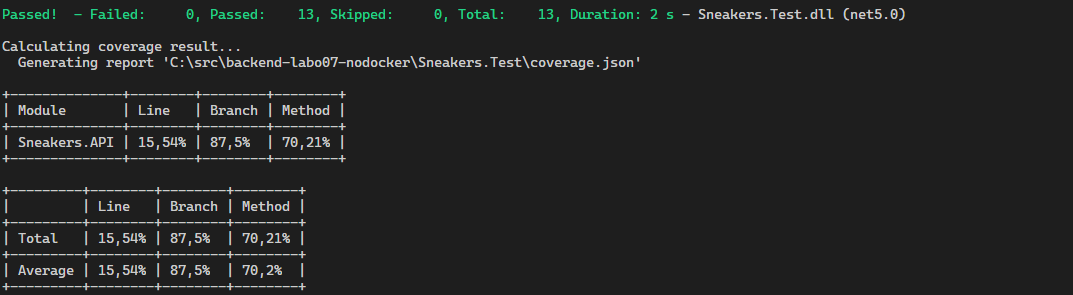 Passed!  - Failed:     0, Passed:    13, Skipped:     0, Total:    13, Duration: 2 s - Sneakers.Test.dll (net5.0)
Calculating coverage result...
  Generating report 'C:\src\backend-labo07-nodocker\Sneakers.Test\coverage.json'
+--------------+--------+--------+--------+
| Module       | Line   | Branch | Method |
+--------------+--------+--------+--------+
| Sneakers.API | 15,54% | 87,5%  | 70,21% |
+--------------+--------+--------+--------+
+---------+--------+--------+--------+
|         | Line   | Branch | Method |
+---------+--------+--------+--------+
| Total   | 15,54% | 87,5%  | 70,21% |
+---------+--------+--------+--------+
| Average | 15,54% | 87,5%  | 70,2%  |
+---------+--------+--------+--------+